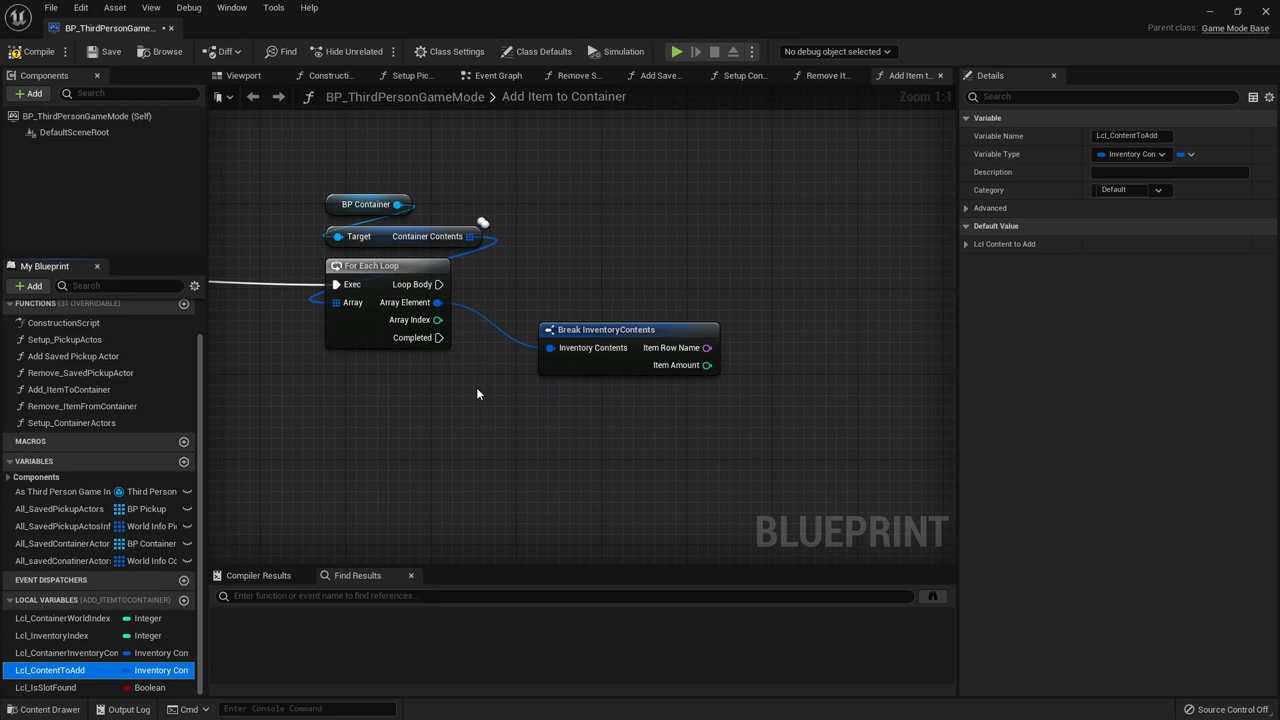 File Edit Asset View Debug Window Tools Help
BP_ThirdPersonGame...
Parent class: Game Mode Base
Compile Save Browse Diff Find Hide Unrelated Class Settings Class Defaults Simulation No debug object selected
Components
Viewport Constructi... Setup Pic... Event Graph Remove S... Add Save... Setup Con... Remove It... Add Item t...
Details
Add Search
BP_ThirdPersonGameMode > Add Item to Container Zoom 1:1
Search
BP_ThirdPersonGameMode (Self)
DefaultSceneRoot
Variable
Variable Name Lcl_ContentToAdd
Variable Type Inventory Con
Description
Category Default
Advanced
Default Value
Lcl Content to Add
BP Container
Target Container Contents
For Each Loop
Exec Loop Body
Array Array Element
Array Index
Completed
Break InventoryContents
Inventory Contents Item Row Name
Item Amount
BLUEPRINT
My Blueprint
Add Search
FUNCTIONS (31 OVERRIDABLE)
ConstructionScript
Setup_PickupActos
Add Saved Pickup Actor
Remove_SavedPickupActor
Add_ItemToContainer
Remove_ItemFromContainer
Setup_ContainerActors
MACROS
VARIABLES
Components
As Third Person Game In Third Person
All_SavedPickupActors BP Pickup
All_SavedPickupActosInf World Info Pic
All_SavedContainerActor BP Container
All_savedConatinerActor World Info Co
EVENT DISPATCHERS
LOCAL VARIABLES (ADD_ITEMTOCONTAINER)
Lcl_ContainerWorldIndex Integer
Lcl_InventoryIndex Integer
Lcl_ContainerInventoryCon Inventory Con
Lcl_ContentToAdd Inventory Con
Lcl_IsSlotFound Boolean
Compiler Results Find Results
Enter function or event name to find references...
Content Drawer Output Log Cmd Enter Console Command Source Control Off